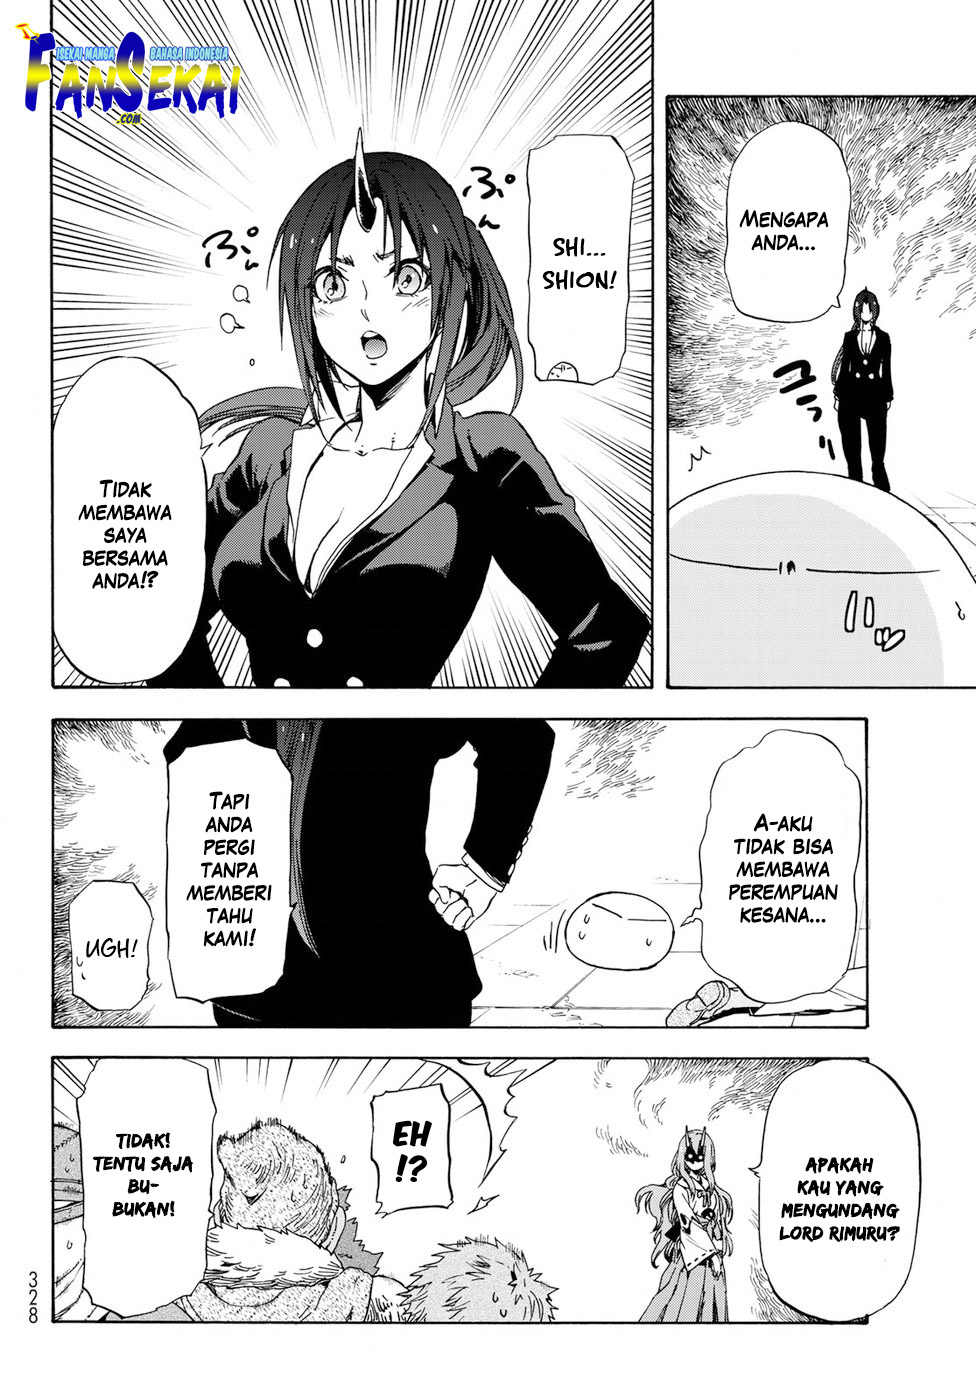 ISEKAI MANGA BAHASA INDONESIA
FANSEKAI
.COM
MENGAPA
ANDA...
SHI...
SHION!
ぷん
ぷん
TIDAK
MEMBAWA
SAYA
BERSAMA
ANDA!?
A-AKU
TIDAK BISA
MEMBAWA
PEREMPUAN
KESANA...
TAPI
ANDA
PERGI
TANPA
MEMBERI
TAHU
KAMI!
UGH!
APAKAH
KAU YANG
MENGUNDANG
LORD RIMURU?
EH
!?
TIDAK!
TENTU SAJA
BU-
BUKAN!
328